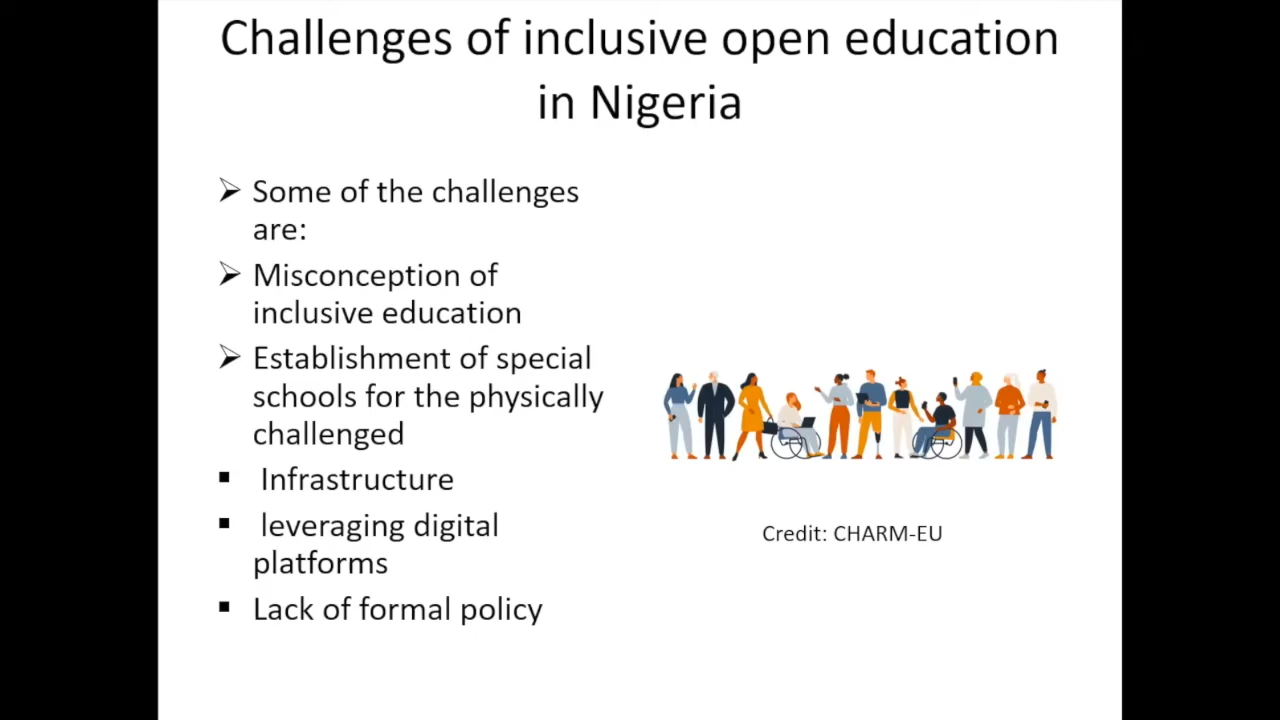 Challenges of inclusive open education
in Nigeria
➢ Some of the challenges
are:
➢ Misconception of
inclusive education
➢ Establishment of special
schools for the physically
challenged
▪ Infrastructure
▪ leveraging digital
platforms
▪ Lack of formal policy
Credit: CHARM-EU